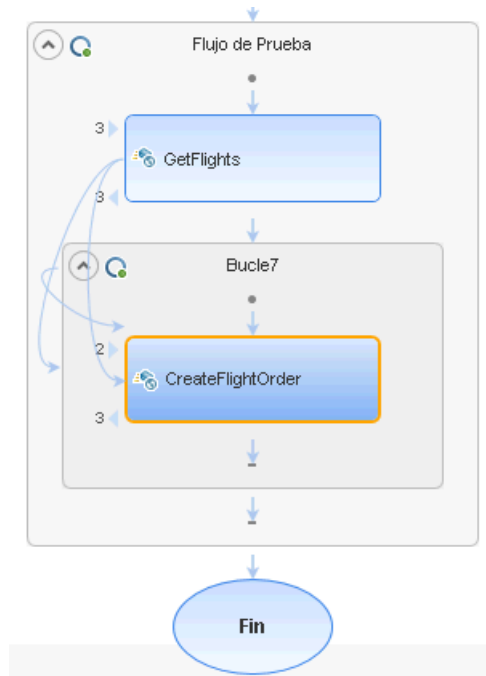 Flujo de Prueba
3
GetFlights
3
Bucle7
2
CreateFlightOrder
3
Fin